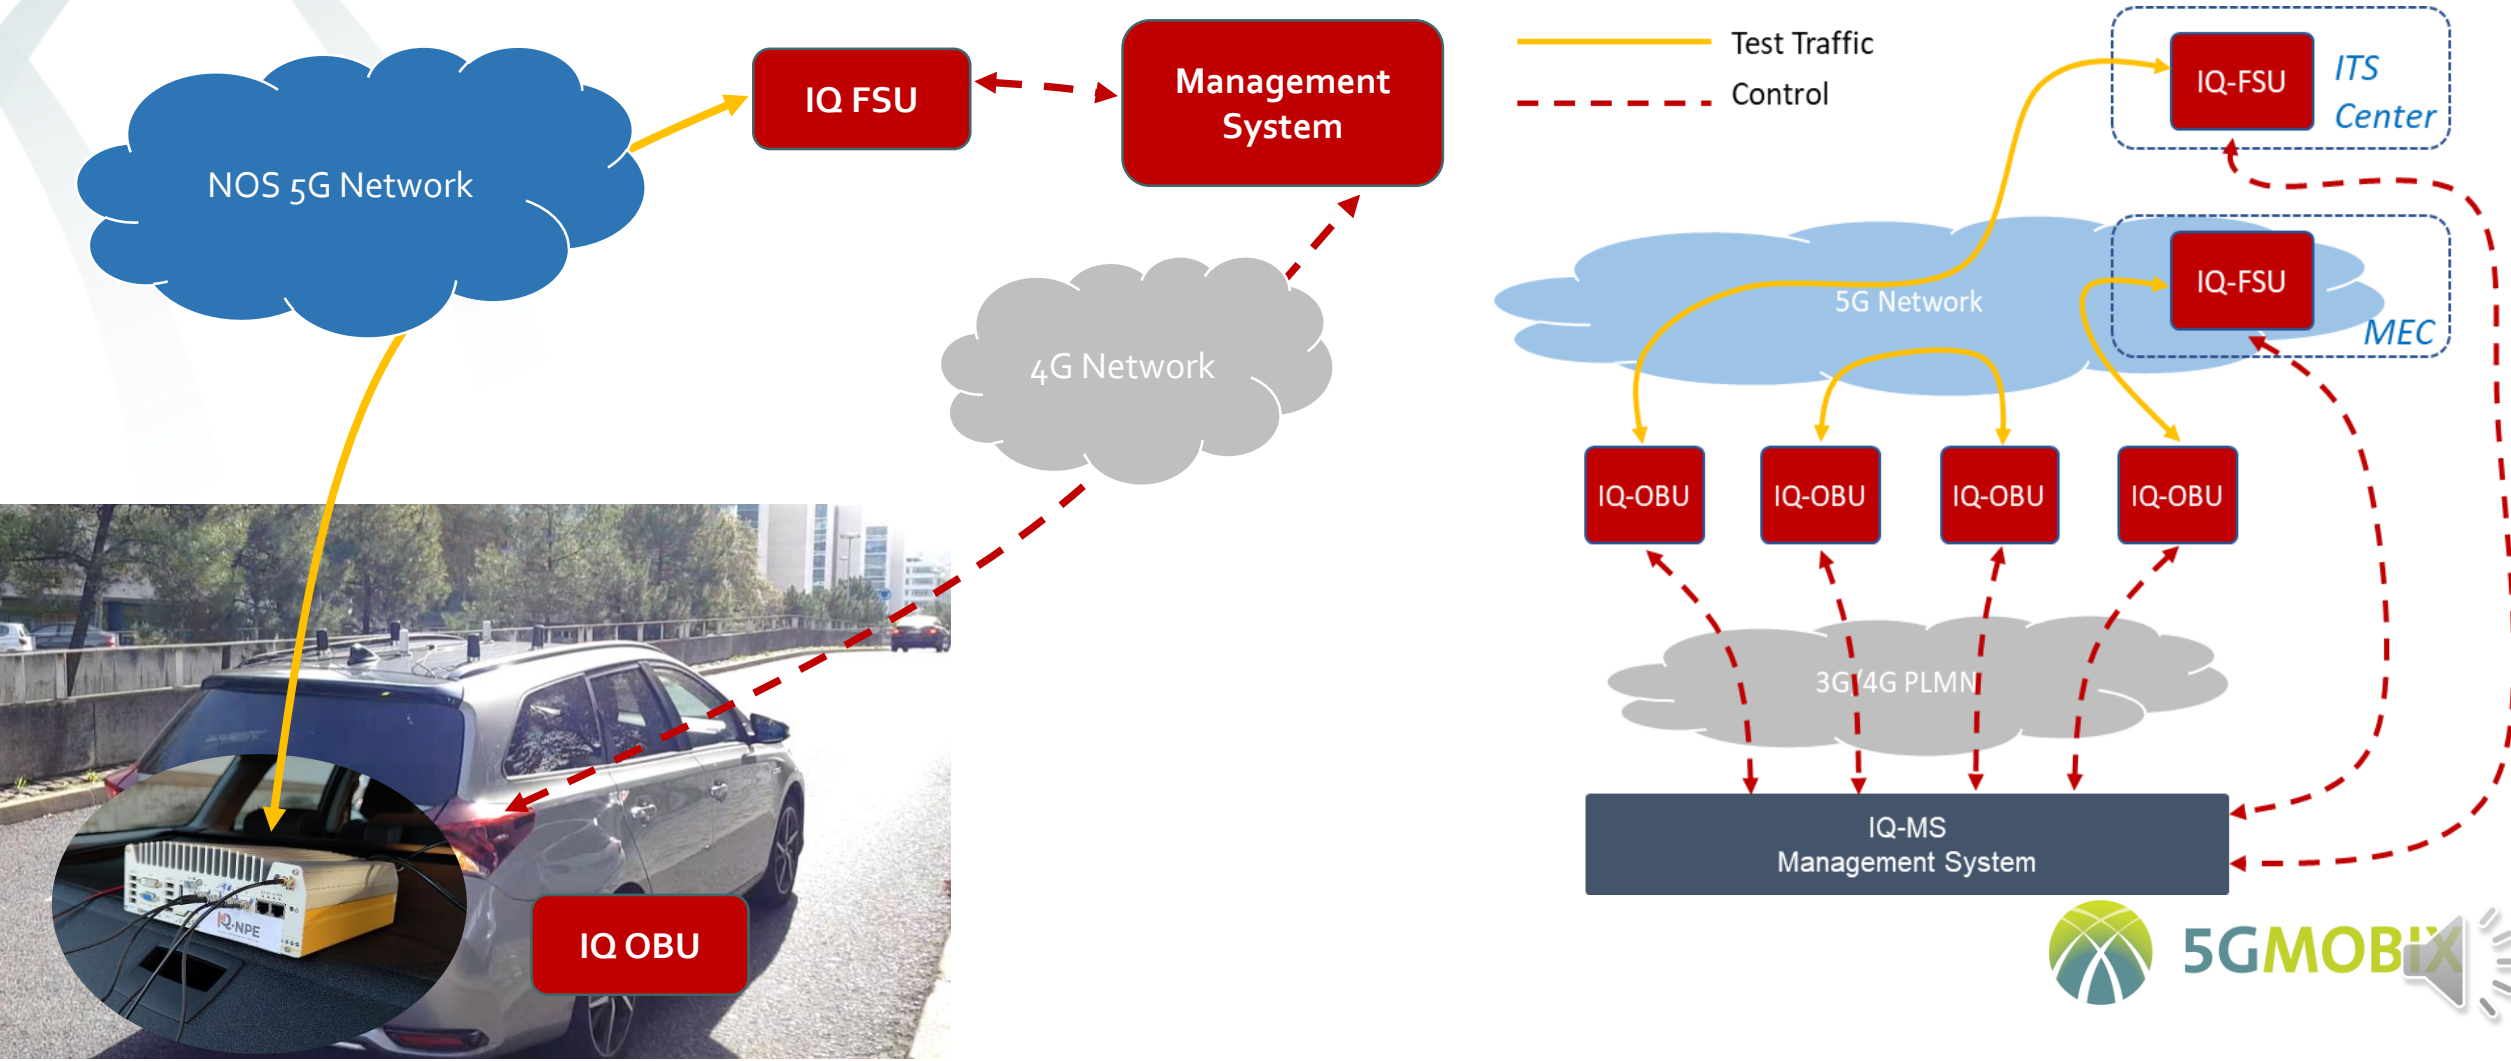 NOS 5G Network
IQ FSU
Management
System
4G Network
IQ-NPE
IQ OBU
Test Traffic
Control
IQ-FSU
ITS
Center
IQ-FSU
5G Network
MEC
IQ-OBU
IQ-OBU
IQ-OBU
IQ-OBU
3G/4G PLMN
IQ-MS
Management System
5GMOBIX